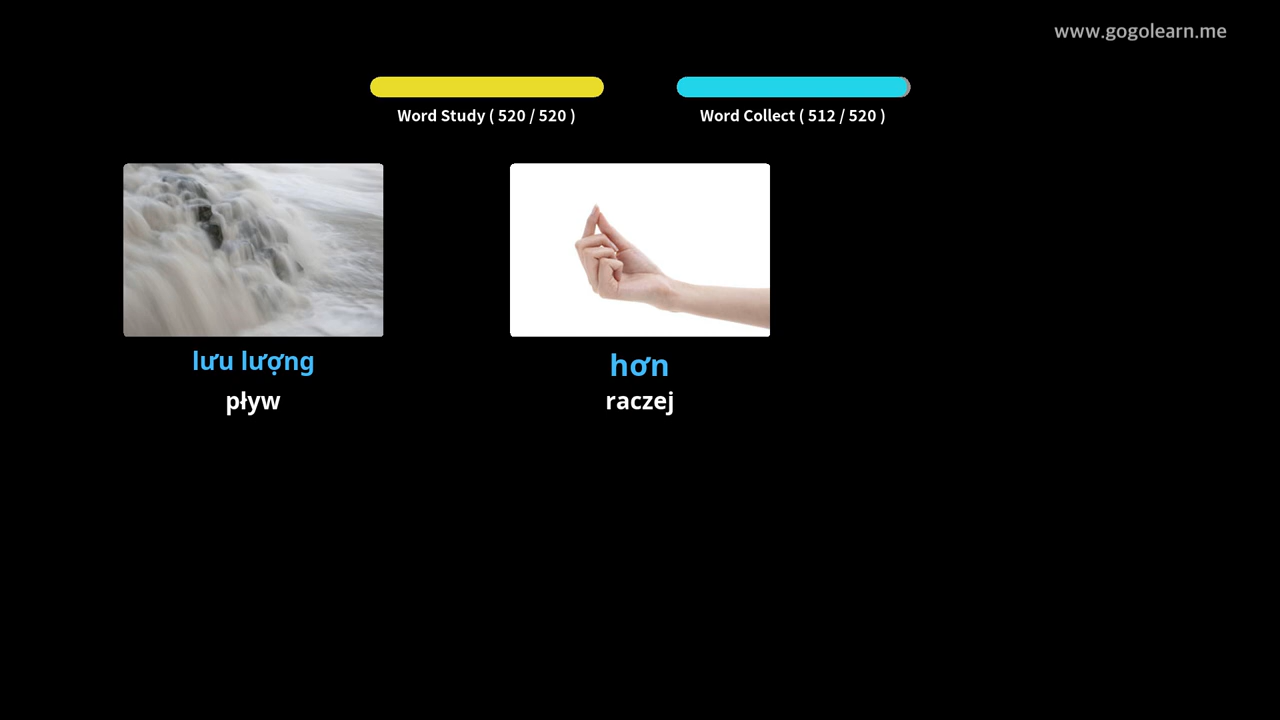 www.gogolearn.me
Word Study ( 520 / 520 )
Word Collect ( 512 / 520 )
lưu lượng
pływ
hơn
raczej